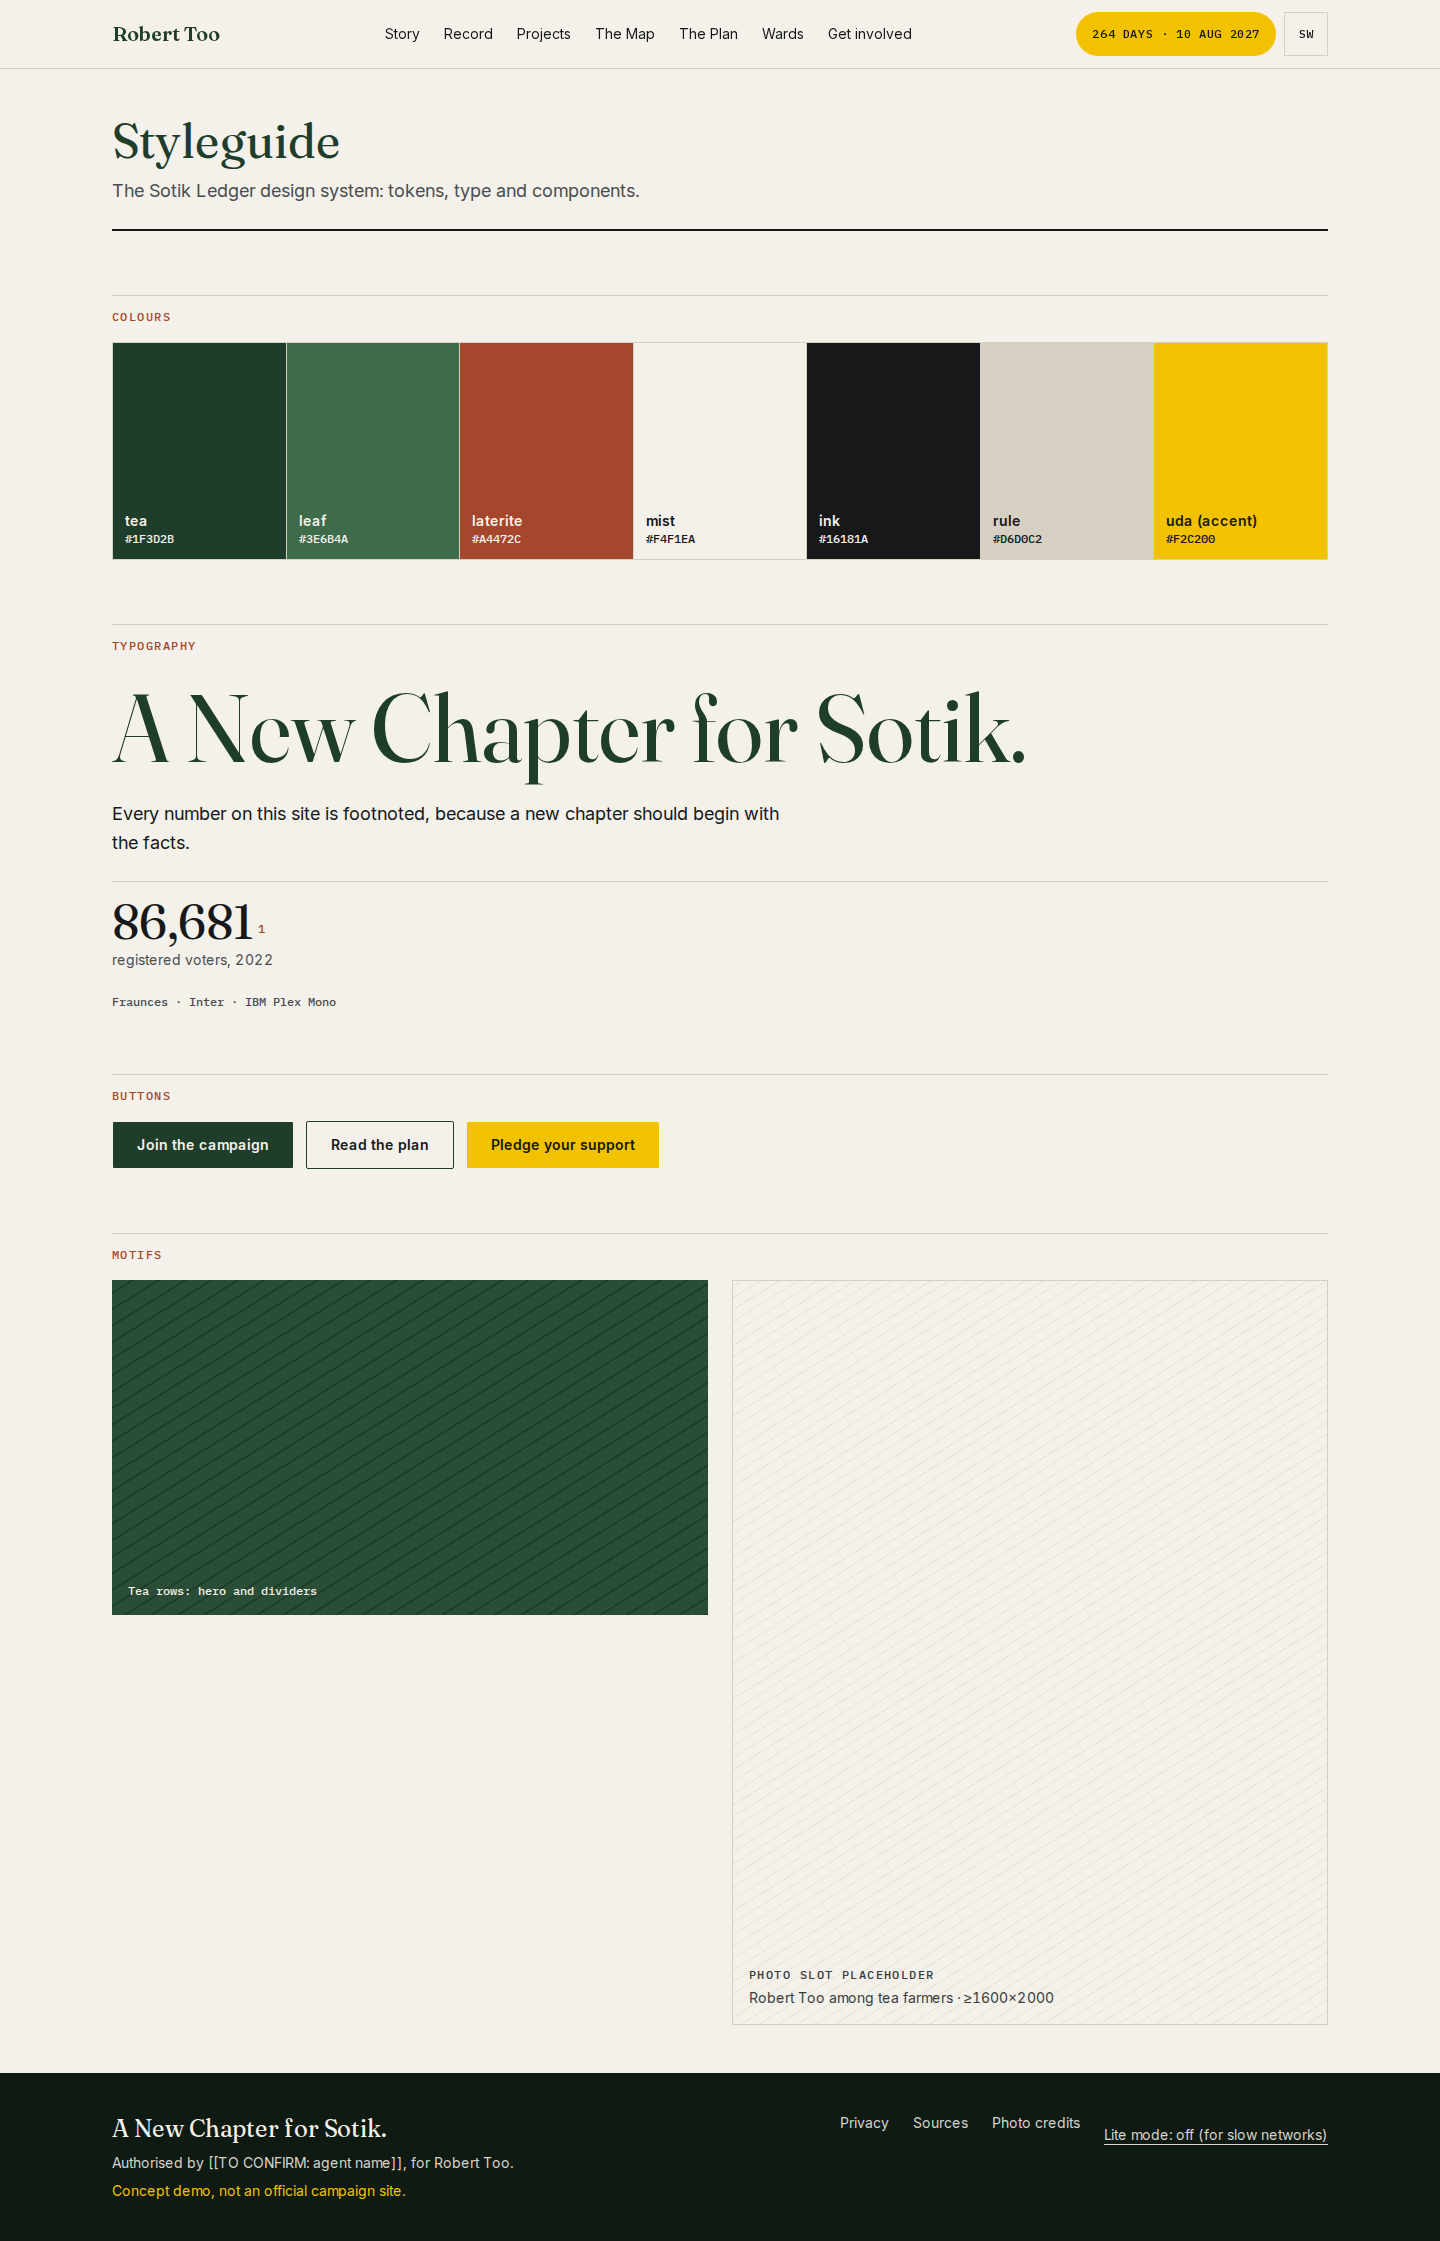 Robert Too
Story Record Projects The Map The Plan Wards Get involved
264 DAYS · 10 AUG 2027
SW
Styleguide
The Sotik Ledger design system: tokens, type and components.
COLOURS
tea
#1F3D2B
leaf
#3E6B4A
laterite
#A4472C
mist
#F4F1EA
ink
#16181A
rule
#D6D0C2
uda (accent)
#F2C200
TYPOGRAPHY
A New Chapter for Sotik.
Every number on this site is footnoted, because a new chapter should begin with
the facts.
86,681 1
registered voters, 2022
Fraunces · Inter · IBM Plex Mono
BUTTONS
Join the campaign
Read the plan
Pledge your support
MOTIFS
Tea rows: hero and dividers
PHOTO SLOT PLACEHOLDER
Robert Too among tea farmers · ≥1600×2000
A New Chapter for Sotik.
Authorised by [[TO CONFIRM: agent name]], for Robert Too.
Concept demo, not an official campaign site.
Privacy Sources Photo credits
Lite mode: off (for slow networks)